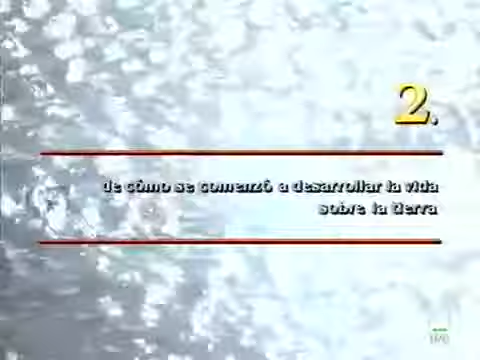 2.
de cómo se comenzó a desarrollar la vida
sobre la tierra